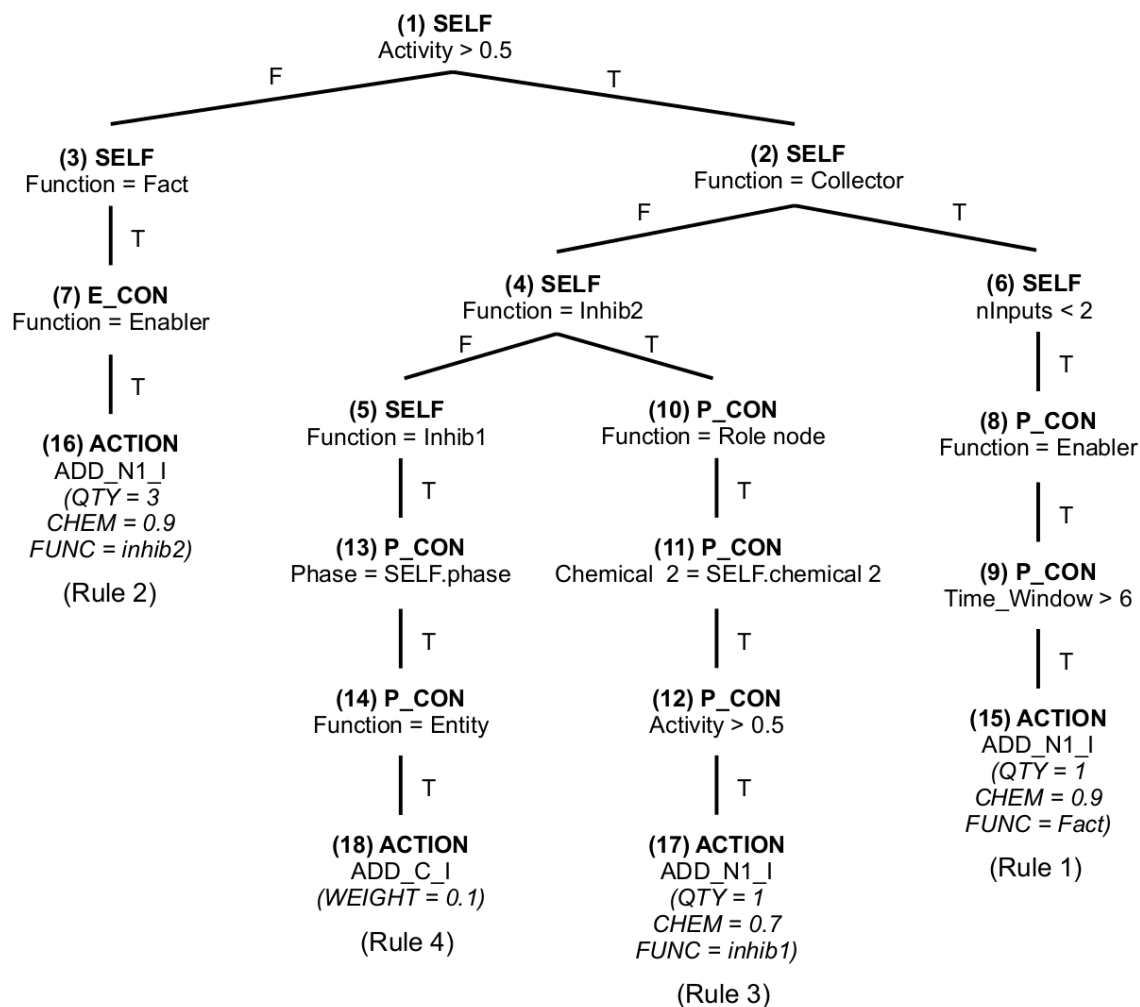 (1) SELF
Activity > 0.5
F
T
(3) SELF
Function = Fact
(2) SELF
Function = Collector
T
F
T
(7) E_CON
Function = Enabler
(4) SELF
Function = Inhib2
(6) SELF
nInputs < 2
T
F
T
T
(16) ACTION
ADD_N1_I
(QTY = 3
CHEM = 0.9
FUNC = inhib2)
(Rule 2)
(5) SELF
Function = Inhib1
(10) P_CON
Function = Role node
(8) P_CON
Function = Enabler
T
T
T
(13) P_CON
Phase = SELF.phase
(11) P_CON
Chemical 2 = SELF.chemical 2
(9) P_CON
Time_Window > 6
T
T
T
(14) P_CON
Function = Entity
(12) P_CON
Activity > 0.5
(15) ACTION
ADD_N1_I
(QTY = 1
CHEM = 0.9
FUNC = Fact)
(Rule 1)
T
T
(18) ACTION
ADD_C_I
(WEIGHT = 0.1)
(Rule 4)
(17) ACTION
ADD_N1_I
(QTY = 1
CHEM = 0.7
FUNC = inhib1)
(Rule 3)